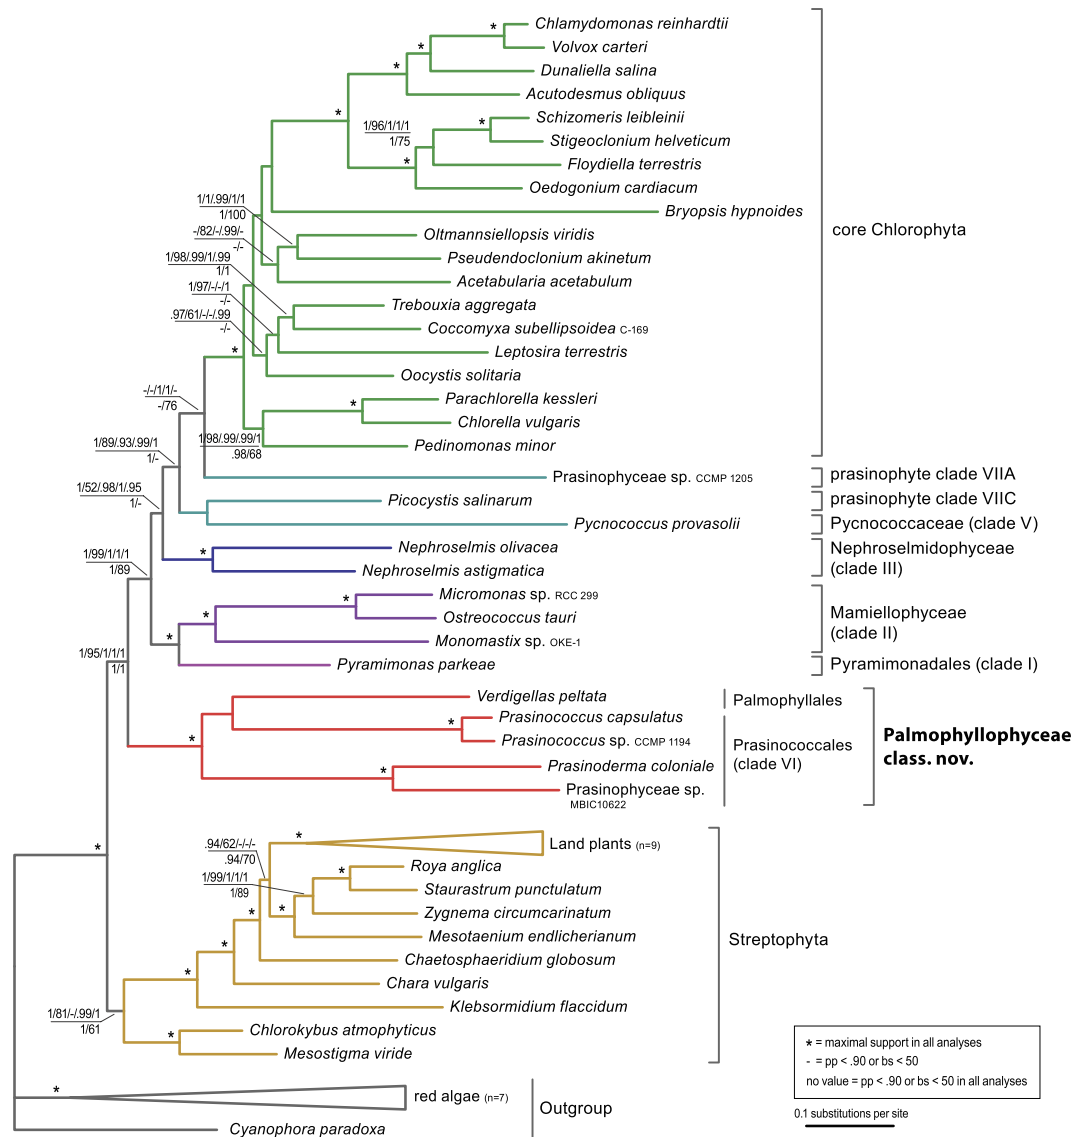 *
Chlamydomonas reinhardtii
*
Volvox carteri
*
Dunaliella salina
Acutodesmus obliquus
*
1/96/1/1/1
1/75
*
Schizomeris leibleinii
Stigeoclonium helveticum
*
Floydiella terrestris
Oedogonium cardiacum
1/1/.99/1/1
1/100
Bryopsis hypnoides
core Chlorophyta
-/82/-/.99/-
-/-
Oltmannsiellopsis viridis
1/98/.99/1/.99
1/1
Pseudendoclonium akinetum
Acetabularia acetabulum
1/97/-/-/1
-/-
Trebouxia aggregata
.97/61/-/-/.99
-/-
Coccomyxa subellipsoidea C-169
*
Leptosira terrestris
Oocystis solitaria
-/-/1/1/-
-/76
*
Parachlorella kessleri
Chlorella vulgaris
1/98/.99/.99/1
.98/68
Pedinomonas minor
1/89/.93/.99/1
1/-
Prasinophyceae sp. CCMP 1205
prasinophyte clade VIIA
1/52/.98/1/.95
1/-
Picocystis salinarum
prasinophyte clade VIIC
Pycnococcus provasolii
Pycnococcaceae (clade V)
*
Nephroselmis olivacea
Nephroselmidophyceae
(clade III)
1/99/1/1/1
1/89
Nephroselmis astigmatica
*
Micromonas sp. RCC 299
*
Ostreococcus tauri
Mamiellophyceae
(clade II)
*
Monomastix sp. OKE-1
1/95/1/1/1
1/1
Pyramimonas parkeae
Pyramimonadales (clade I)
Verdigellas peltata
Palmophyllales
*
*
Prasinococcus capsulatus
Prasinococcus sp. CCMP 1194
Prasinococcales
(clade VI)
Palmophyllophyceae
class. nov.
*
Prasinoderma coloniale
Prasinophyceae sp.
MBIC10622
*
.94/62/-/-/-
.94/70
*
Land plants (n=9)
1/99/1/1/1
1/89
*
Roya anglica
Staurastrum punctulatum
*
*
Zygnema circumcarinatum
*
Mesotaenium endlicherianum
Streptophyta
*
Chaetosphaeridium globosum
Chara vulgaris
Klebsormidium flaccidum
1/81/-/.99/1
1/61
*
Chlorokybus atmophyticus
Mesostigma viride
*
red algae (n=7)
Outgroup
Cyanophora paradoxa
* = maximal support in all analyses
- = pp < .90 or bs < 50
no value = pp < .90 or bs < 50 in all analyses
0.1 substitutions per site